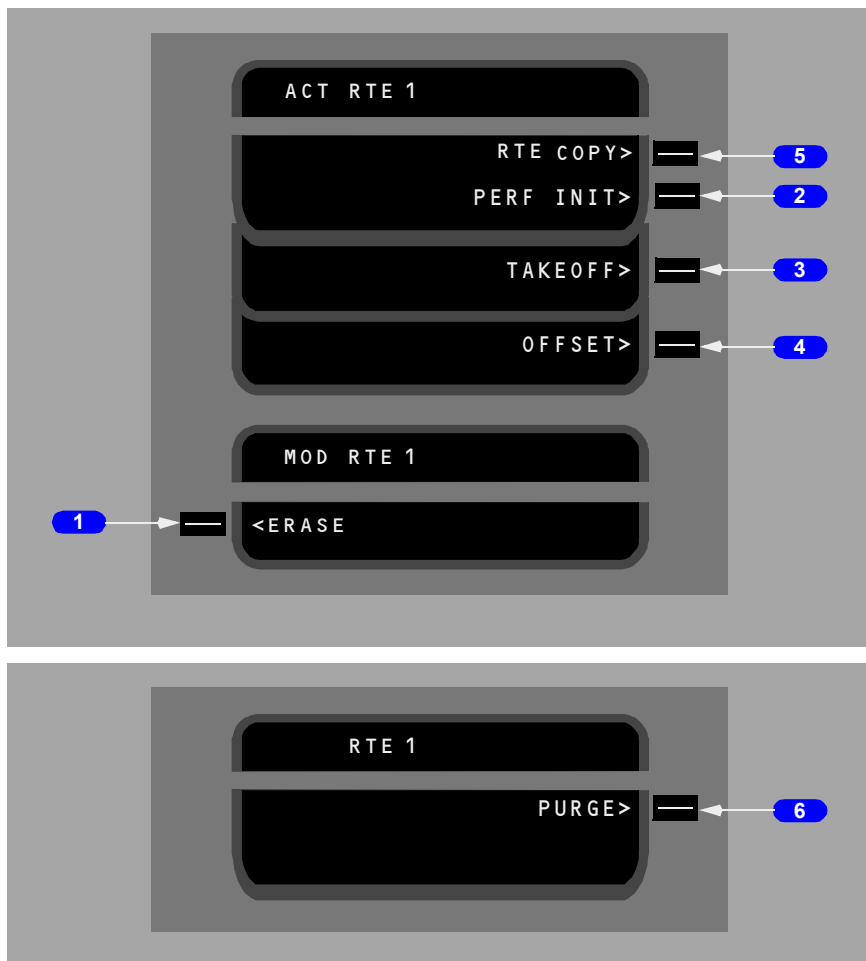 ACT RTE 1
RTE COPY> 5
PERF INIT> 2
TAKEOFF> 3
OFFSET> 4
MOD RTE 1
1 <ERASE
RTE 1
PURGE> 6